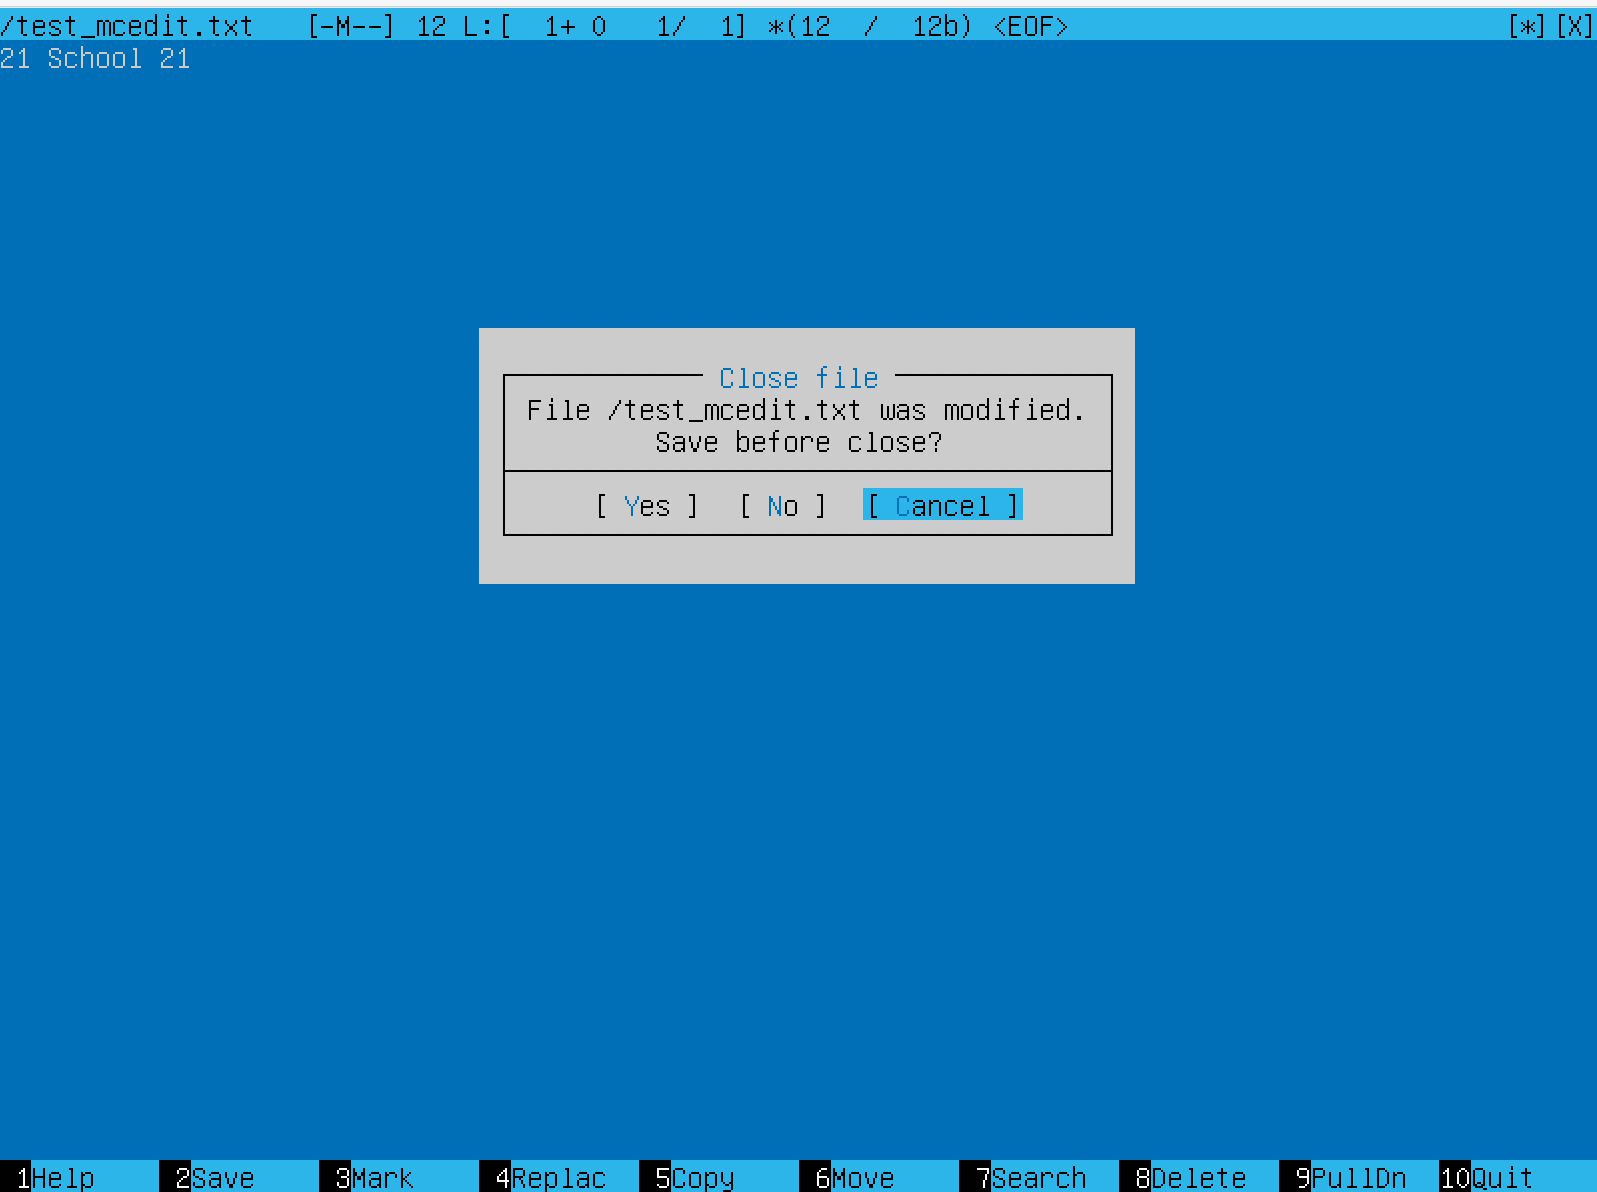 /test_mcedit.txt [-M--] 12 L:[ 1+ 0 1/ 1] *(12 / 12b) <EOF> [*][X]
21 School 21
Close file
File /test_mcedit.txt was modified.
Save before close?
[ Yes ] [ No ] [ Cancel ]
1Help 2Save 3Mark 4Replac 5Copy 6Move 7Search 8Delete 9PullDn 10Quit